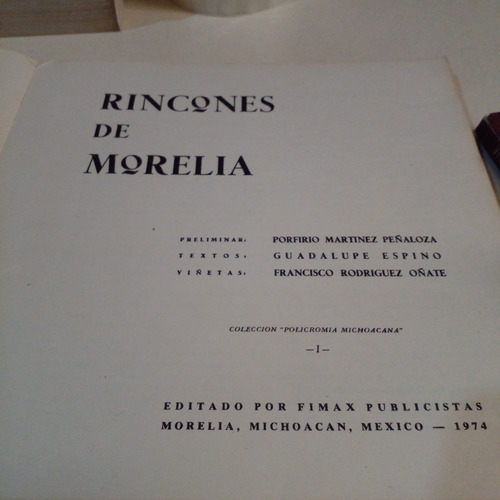 RINCONES
DE
MORELIA
PRELIMINAR: PORFIRIO MARTINEZ PEÑALOZA
TEXTOS: GUADALUPE ESPINO
VIÑETAS: FRANCISCO RODRIGUEZ OÑATE
COLECCION "POLICROMIA MICHOACANA"
—1—
EDITADO POR FIMAX PUBLICISTAS
MORELIA, MICHOACAN, MEXICO — 1974